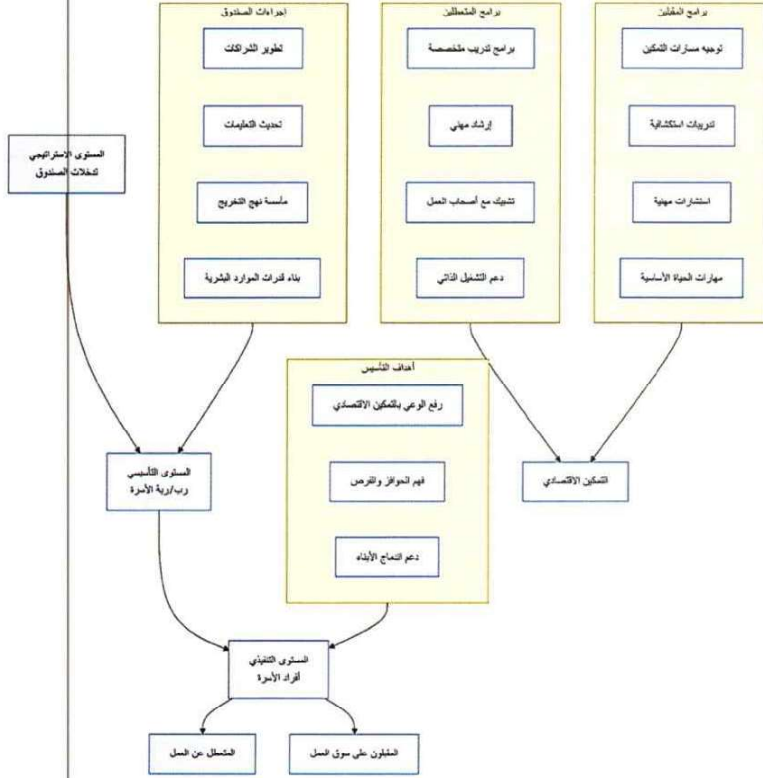 برامج المقبلين
توجيه مسارات التمكين
تدريبات استكشافية
استشارات مهنية
مهارات الحياة الأساسية
برامج المتعطلين
برامج تدريب متخصصة
إرشاد مهني
تشبيك مع أصحاب العمل
دعم التشغيل الذاتي
إجراءات الصندوق
تطوير الشراكات
تحديث التعليمات
مأسسة نهج التخريج
بناء قدرات الموارد البشرية
المستوى الاستراتيجي
تدخلات الصندوق
أهداف التأسيس
رفع الوعي بالتمكين الاقتصادي
فهم الحوافز والفرص
دعم اندماج الأبناء
التمكين الاقتصادي
المستوى التأسيسي
رب/ربة الأسرة
المستوى التنفيذي
أفراد الأسرة
المقبلون على سوق العمل
المتعطل عن العمل